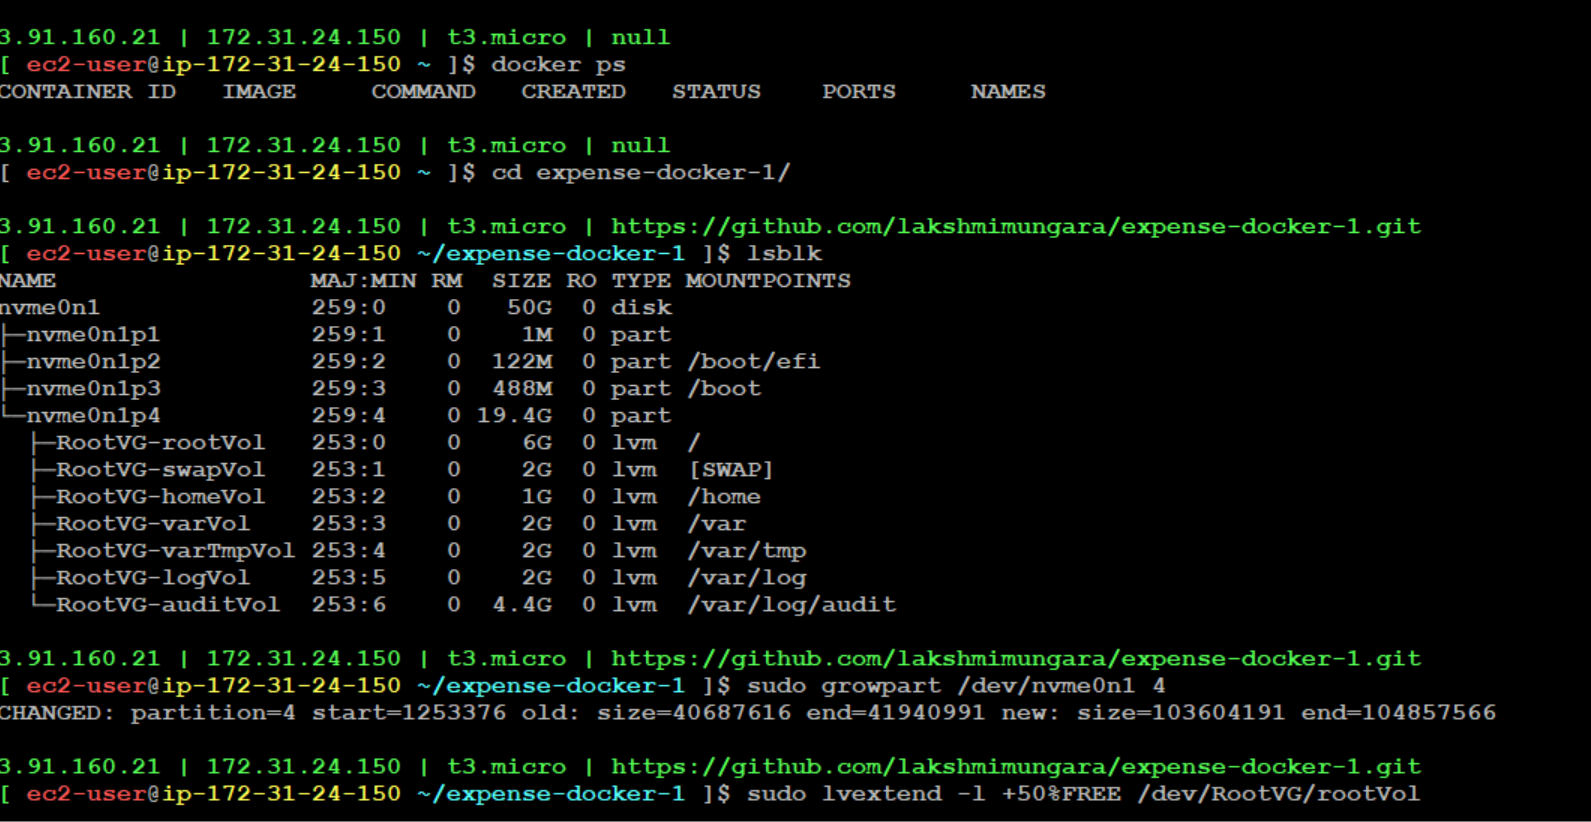 3.91.160.21 | 172.31.24.150 | t3.micro | null
[ ec2-user@ip-172-31-24-150 ~ ]$ docker ps
CONTAINER ID   IMAGE     COMMAND   CREATED   STATUS    PORTS     NAMES
3.91.160.21 | 172.31.24.150 | t3.micro | null
[ ec2-user@ip-172-31-24-150 ~ ]$ cd expense-docker-1/
3.91.160.21 | 172.31.24.150 | t3.micro | https://github.com/lakshmimungara/expense-docker-1.git
[ ec2-user@ip-172-31-24-150 ~/expense-docker-1 ]$ lsblk
NAME                 MAJ:MIN RM  SIZE RO TYPE MOUNTPOINTS
nvme0n1              259:0    0   50G  0 disk
├─nvme0n1p1          259:1    0    1M  0 part
├─nvme0n1p2          259:2    0  122M  0 part /boot/efi
├─nvme0n1p3          259:3    0  488M  0 part /boot
└─nvme0n1p4          259:4    0 19.4G  0 part
  ├─RootVG-rootVol   253:0    0    6G  0 lvm  /
  ├─RootVG-swapVol   253:1    0    2G  0 lvm  [SWAP]
  ├─RootVG-homeVol   253:2    0    1G  0 lvm  /home
  ├─RootVG-varVol    253:3    0    2G  0 lvm  /var
  ├─RootVG-varTmpVol 253:4    0    2G  0 lvm  /var/tmp
  ├─RootVG-logVol    253:5    0    2G  0 lvm  /var/log
  └─RootVG-auditVol  253:6    0  4.4G  0 lvm  /var/log/audit
3.91.160.21 | 172.31.24.150 | t3.micro | https://github.com/lakshmimungara/expense-docker-1.git
[ ec2-user@ip-172-31-24-150 ~/expense-docker-1 ]$ sudo growpart /dev/nvme0n1 4
CHANGED: partition=4 start=1253376 old: size=40687616 end=41940991 new: size=103604191 end=104857566
3.91.160.21 | 172.31.24.150 | t3.micro | https://github.com/lakshmimungara/expense-docker-1.git
[ ec2-user@ip-172-31-24-150 ~/expense-docker-1 ]$ sudo lvextend -l +50%FREE /dev/RootVG/rootVol